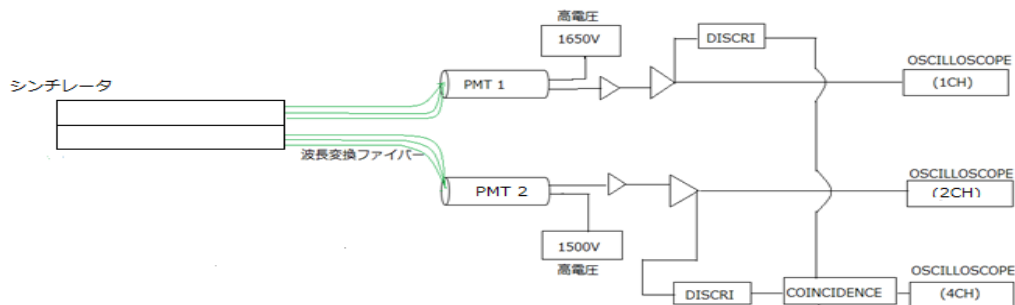 高電圧
1650V
DISCRI
OSCILLOSCOPE
(1CH)
シンチレータ
PMT 1
波長変換ファイバー
OSCILLOSCOPE
(2CH)
PMT 2
1500V
高電圧
OSCILLOSCOPE
(4CH)
DISCRI
COINCIDENCE